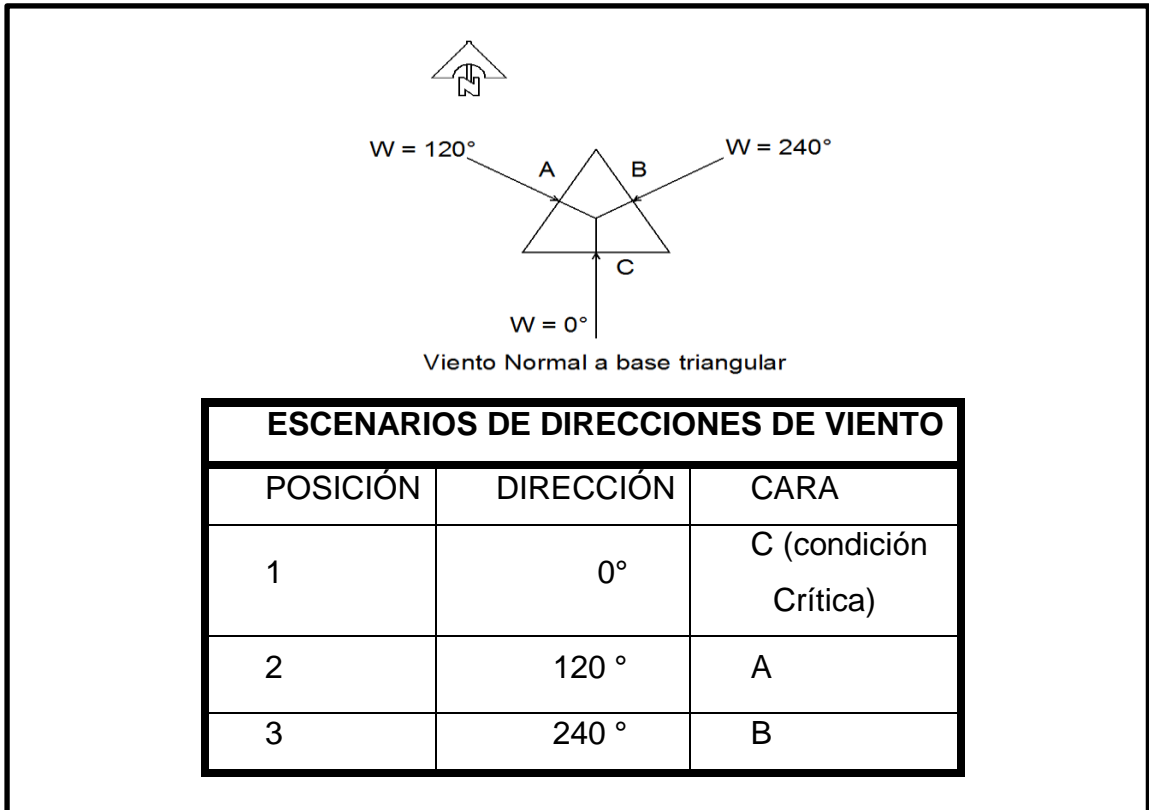 N
W = 120°
W = 240°
A
B
C
W = 0°
Viento Normal a base triangular
ESCENARIOS DE DIRECCIONES DE VIENTO
POSICIÓN DIRECCIÓN CARA
1 0° C (condición
Crítica)
2 120 ° A
3 240 ° B